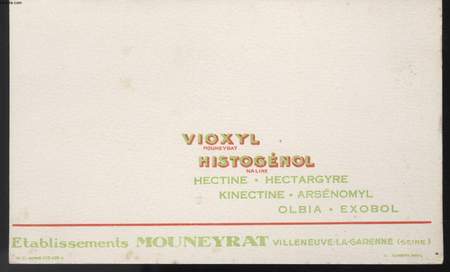 VIOXYL
MOUNEYRAT
HISTOGÉNOL
NALINE
HECTINE • HECTARGYRE
KINECTINE • ARSÉNOMYL
OLBIA • EXOBOL
Etablissements MOUNEYRAT VILLENEUVE-LA-GARENNE (SEINE)